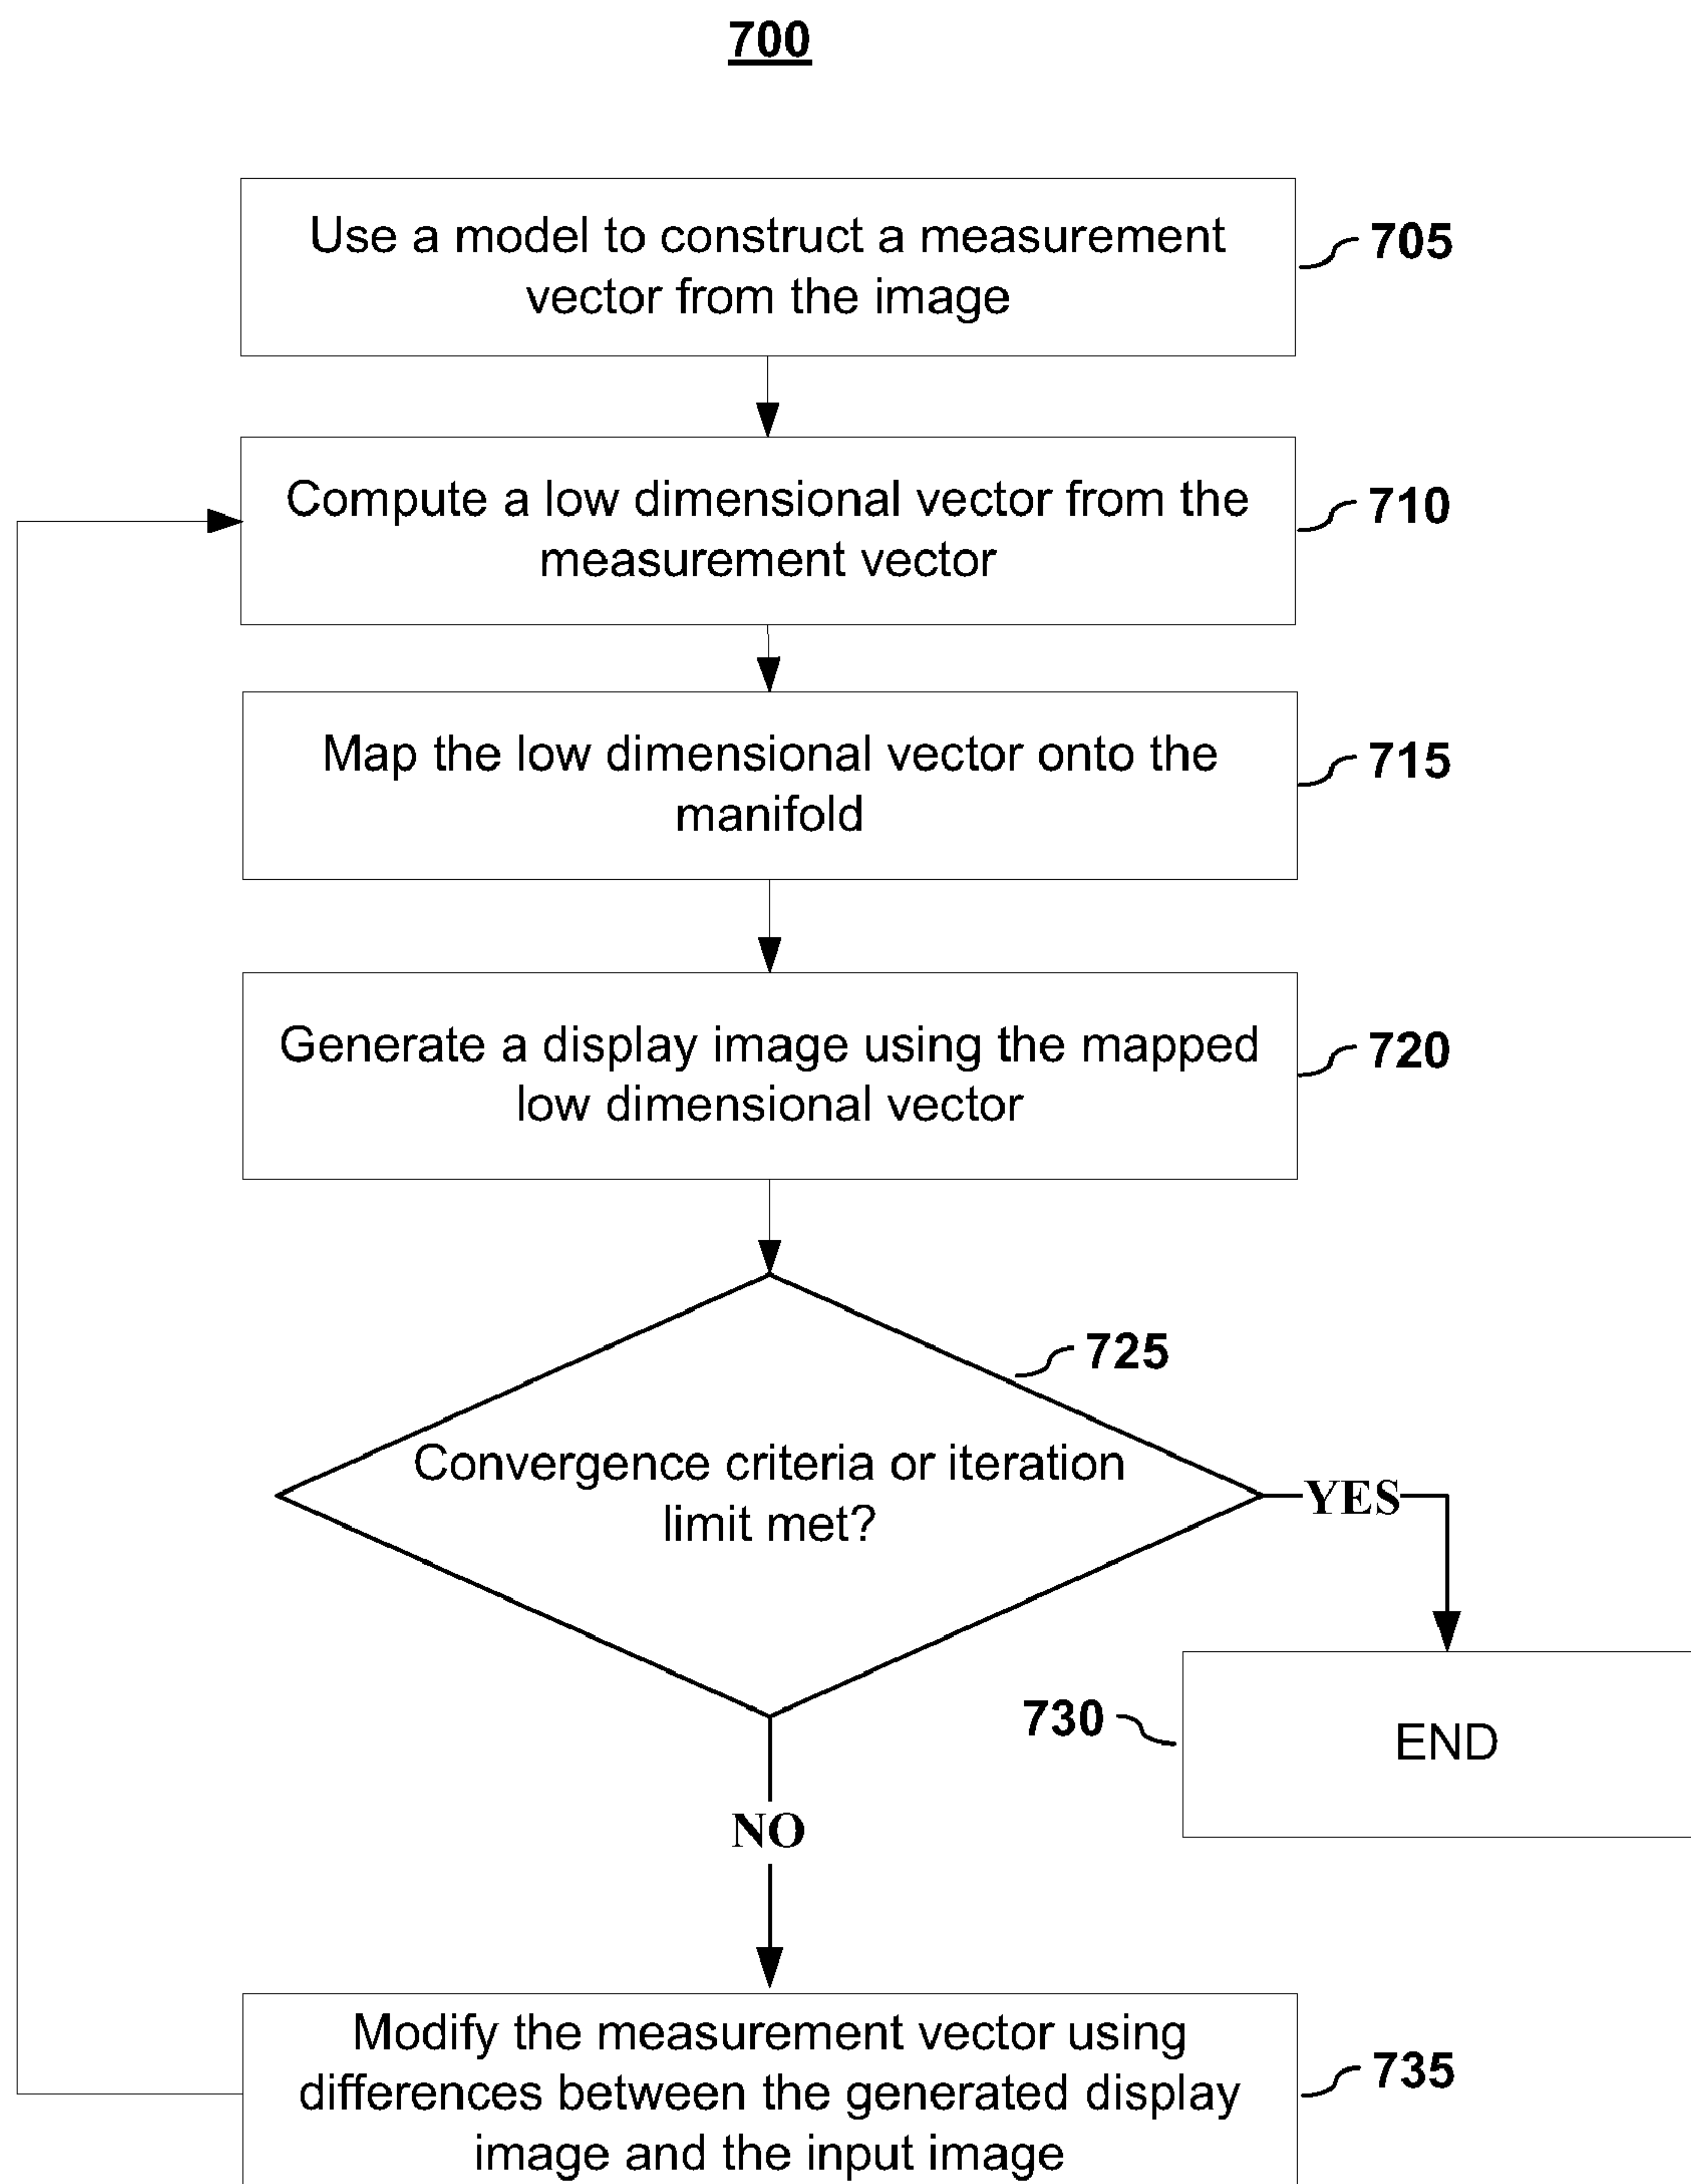 700
Use a model to construct a measurement
vector from the image
705
Compute a low dimensional vector from the
measurement vector
710
Map the low dimensional vector onto the
manifold
715
Generate a display image using the mapped
low dimensional vector
720
725
Convergence criteria or iteration
limit met?
YES
730
END
NO
Modify the measurement vector using
differences between the generated display
image and the input image
735